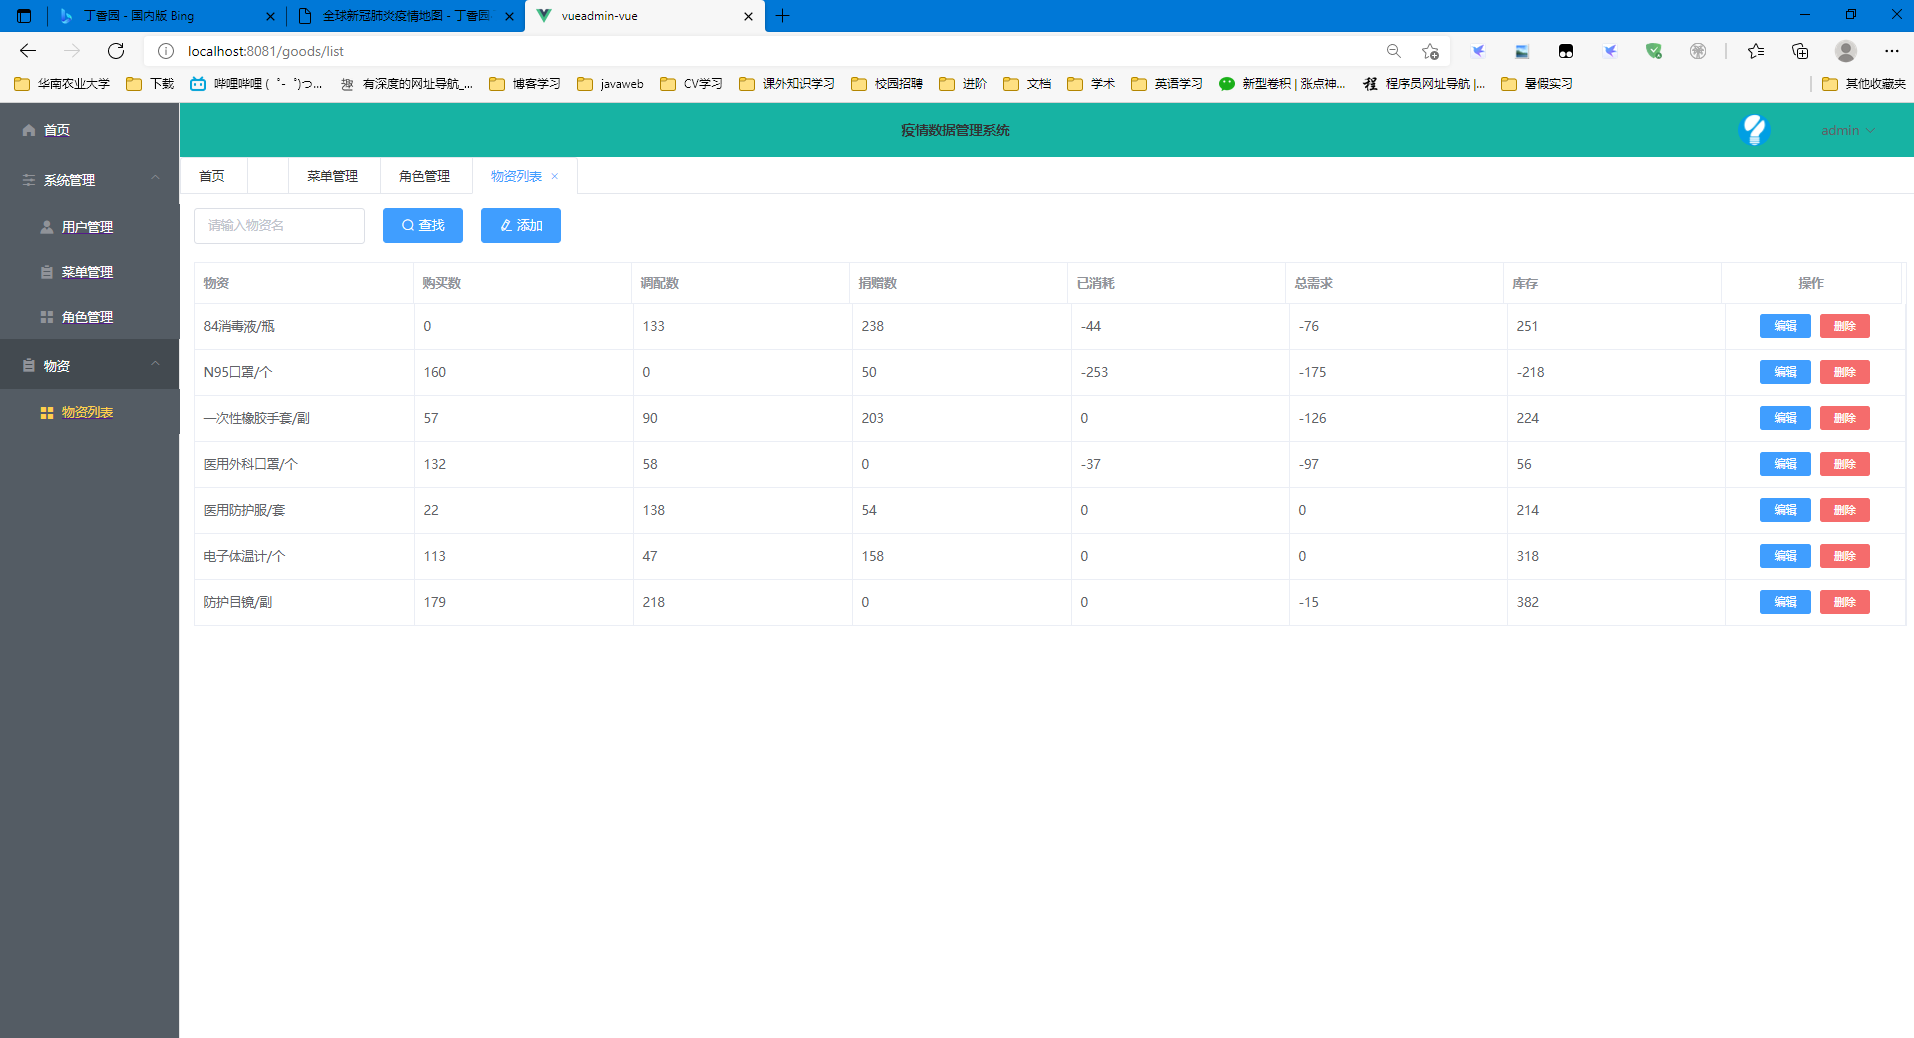 丁香园 - 国内版 Bing
全球新冠肺炎疫情地图 - 丁香园
vueadmin-vue
localhost:8081/goods/list
华南农业大学 下载 哔哩哔哩 (゜-゜)つ... 有深度的网址导航_... 博客学习 javaweb CV学习 课外知识学习 校园招聘 进阶 文档 学术 英语学习 新型卷积 | 涨点神... 程序员网址导航 |... 暑假实习 其他收藏夹
首页
系统管理
用户管理
菜单管理
角色管理
物资
物资列表
疫情数据管理系统
admin
首页 菜单管理 角色管理 物资列表
请输入物资名 查找 添加
物资 购买数 调配数 捐赠数 已消耗 总需求 库存 操作
84消毒液/瓶 0 133 238 -44 -76 251 编辑 删除
N95口罩/个 160 0 50 -253 -175 -218 编辑 删除
一次性橡胶手套/副 57 90 203 0 -126 224 编辑 删除
医用外科口罩/个 132 58 0 -37 -97 56 编辑 删除
医用防护服/套 22 138 54 0 0 214 编辑 删除
电子体温计/个 113 47 158 0 0 318 编辑 删除
防护目镜/副 179 218 0 0 -15 382 编辑 删除